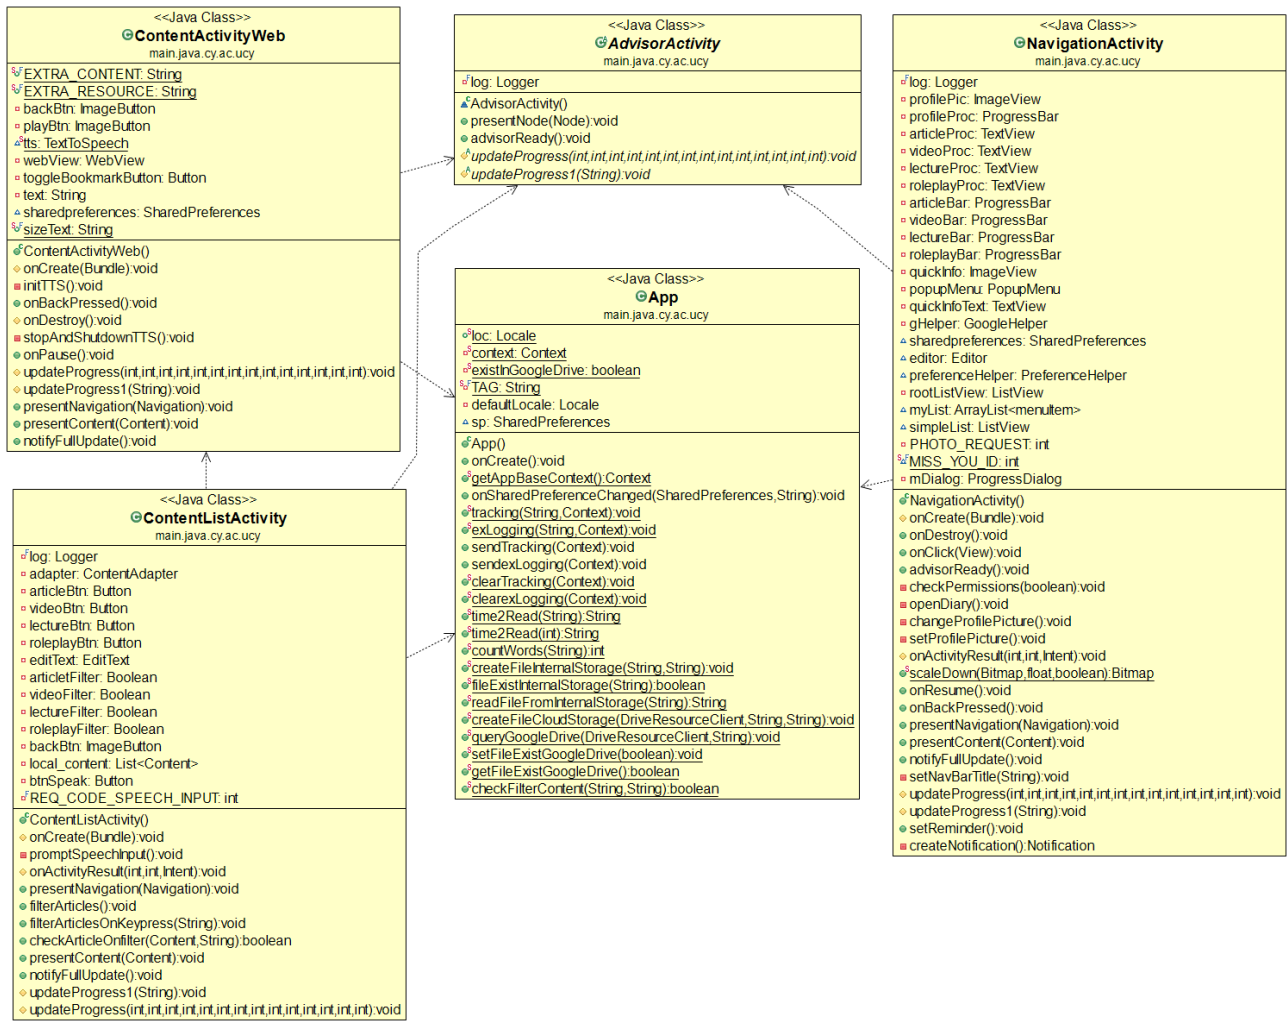 <<Java Class>>
ContentActivityWeb
main.java.cy.ac.ucy
EXTRA_CONTENT: String
EXTRA_RESOURCE: String
backBtn: ImageButton
playBtn: ImageButton
tts: TextToSpeech
webView: WebView
toggleBookmarkButton: Button
text: String
sharedpreferences: SharedPreferences
sizeText: String
ContentActivityWeb()
onCreate(Bundle):void
initTTS():void
onBackPressed():void
onDestroy():void
stopAndShutdownTTS():void
onPause():void
updateProgress(int,int,int,int,int,int,int,int,int,int,int,int,int,int):void
updateProgress1(String):void
presentNavigation(Navigation):void
presentContent(Content):void
notifyFullUpdate():void
<<Java Class>>
AdvisorActivity
main.java.cy.ac.ucy
log: Logger
AdvisorActivity()
presentNode(Node):void
advisorReady():void
updateProgress(int,int,int,int,int,int,int,int,int,int,int,int,int,int):void
updateProgress1(String):void
<<Java Class>>
NavigationActivity
main.java.cy.ac.ucy
log: Logger
profilePic: ImageView
profileProc: ProgressBar
articleProc: TextView
videoProc: TextView
lectureProc: TextView
roleplayProc: TextView
articleBar: ProgressBar
videoBar: ProgressBar
lectureBar: ProgressBar
roleplayBar: ProgressBar
quickInfo: ImageView
popupMenu: PopupMenu
quickInfoText: TextView
gHelper: GoogleHelper
sharedpreferences: SharedPreferences
editor: Editor
preferenceHelper: PreferenceHelper
rootListView: ListView
myList: ArrayList<menuItem>
simpleList: ListView
PHOTO_REQUEST: int
MISS_YOU_ID: int
mDialog: ProgressDialog
NavigationActivity()
onCreate(Bundle):void
onDestroy():void
onClick(View):void
advisorReady():void
checkPermissions(boolean):void
openDiary():void
changeProfilePicture():void
setProfilePicture():void
onActivityResult(int,int,Intent):void
scaleDown(Bitmap,float,boolean):Bitmap
onResume():void
onBackPressed():void
presentNavigation(Navigation):void
presentContent(Content):void
notifyFullUpdate():void
setNavBarTitle(String):void
updateProgress(int,int,int,int,int,int,int,int,int,int,int,int,int,int):void
updateProgress1(String):void
setReminder():void
createNotification():Notification
<<Java Class>>
App
main.java.cy.ac.ucy
loc: Locale
context: Context
existInGoogleDrive: boolean
TAG: String
defaultLocale: Locale
sp: SharedPreferences
App()
onCreate():void
getAppBaseContext():Context
onSharedPreferenceChanged(SharedPreferences,String):void
tracking(String,Context):void
exLogging(String,Context):void
sendTracking(Context):void
sendexLogging(Context):void
clearTracking(Context):void
clearexLogging(Context):void
time2Read(String):String
time2Read(int):String
countWords(String):int
createFileInternalStorage(String,String):void
fileExistInternalStorage(String):boolean
readFileFromInternalStorage(String):String
createFileCloudStorage(DriveResourceClient,String,String):void
queryGoogleDrive(DriveResourceClient,String):void
setFileExistGoogleDrive(boolean):void
getFileExistGoogleDrive():boolean
checkFilterContent(String,String):boolean
<<Java Class>>
ContentListActivity
main.java.cy.ac.ucy
log: Logger
adapter: ContentAdapter
articleBtn: Button
videoBtn: Button
lectureBtn: Button
roleplayBtn: Button
editText: EditText
articletFilter: Boolean
videoFilter: Boolean
lectureFilter: Boolean
roleplayFilter: Boolean
backBtn: ImageButton
local_content: List<Content>
btnSpeak: Button
REQ_CODE_SPEECH_INPUT: int
ContentListActivity()
onCreate(Bundle):void
promptSpeechInput():void
onActivityResult(int,int,Intent):void
presentNavigation(Navigation):void
filterArticles():void
filterArticlesOnKeypress(String):void
checkArticleOnfilter(Content,String):boolean
presentContent(Content):void
notifyFullUpdate():void
updateProgress1(String):void
updateProgress(int,int,int,int,int,int,int,int,int,int,int,int,int,int):void